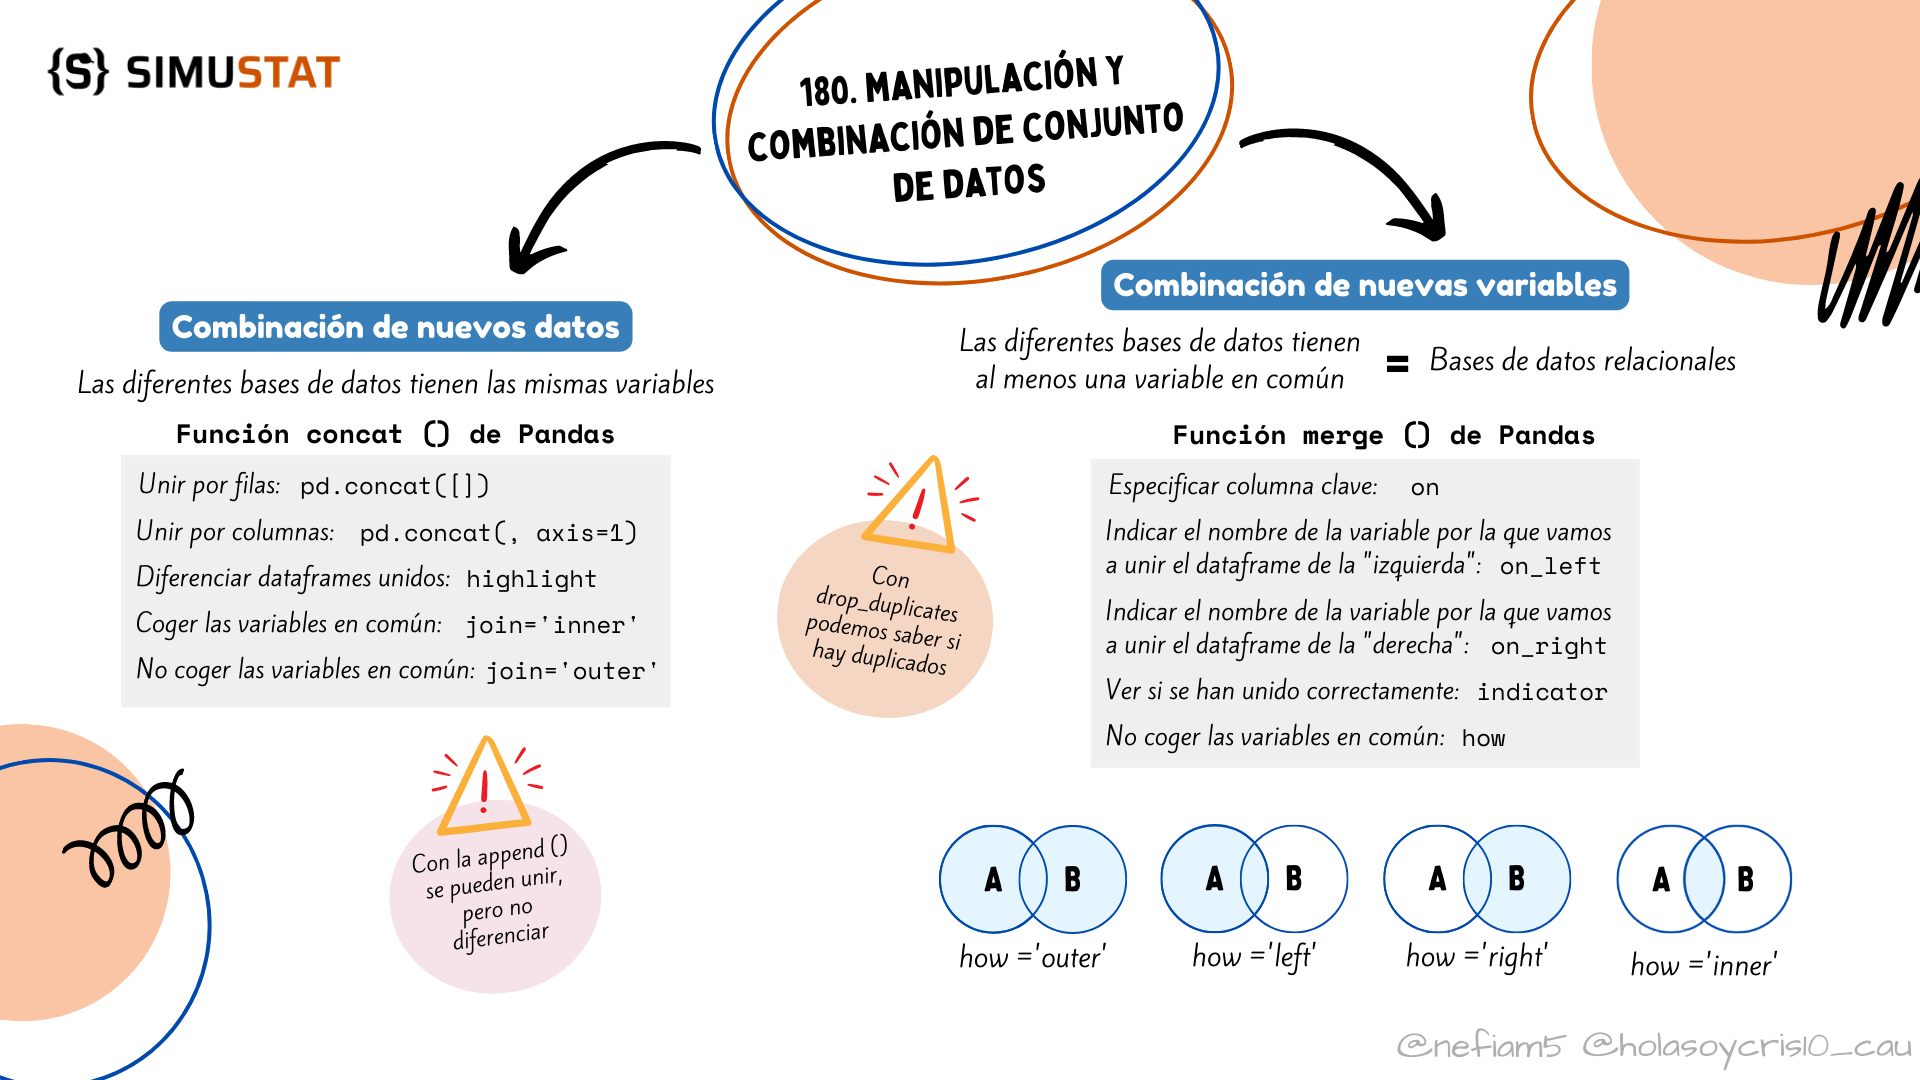 {S} SIMUSTAT
180. MANIPULACIÓN Y
COMBINACIÓN DE CONJUNTO
DE DATOS
Combinación de nuevos datos
Las diferentes bases de datos tienen las mismas variables
Función concat () de Pandas
Unir por filas: pd.concat([])
Unir por columnas: pd.concat(, axis=1)
Diferenciar dataframes unidos: highlight
Coger las variables en común: join='inner'
No coger las variables en común: join='outer'
Con la append ()
se pueden unir,
pero no
diferenciar
Con
drop_duplicates
podemos saber si
hay duplicados
Combinación de nuevas variables
Las diferentes bases de datos tienen
al menos una variable en común
= Bases de datos relacionales
Función merge () de Pandas
Especificar columna clave: on
Indicar el nombre de la variable por la que vamos
a unir el dataframe de la "izquierda": on_left
Indicar el nombre de la variable por la que vamos
a unir el dataframe de la "derecha": on_right
Ver si se han unido correctamente: indicator
No coger las variables en común: how
A B A B A B A B
how ='outer' how ='left' how ='right' how ='inner'
@nefiam5 @holasoycris10_cau